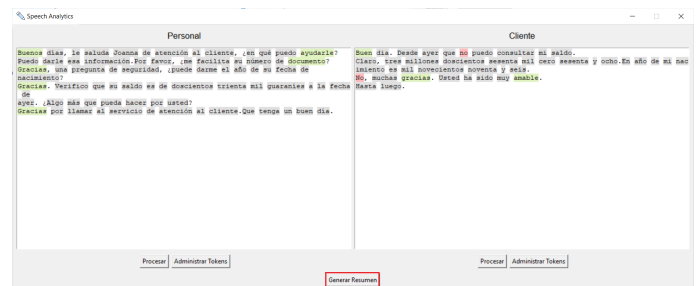 Speech Analytics
Personal
Buenos días, le saluda Joanna de atención al cliente, ¿en qué puedo ayudarle?
Puedo darle esa información.Por favor, ¿me facilita su número de documento?
Gracias, una pregunta de seguridad, ¿puede darme el año de su fecha de
nacimiento?
Gracias. Verifico que su saldo es de doscientos trienta mil guaranies a la fecha
de
ayer. ¿Algo más que pueda hacer por usted?
Gracias por llamar al servicio de atención al cliente.Que tenga un buen día.
Procesar
Administrar Tokens
Cliente
Buen día. Desde ayer que no puedo consultar mi saldo.
Claro, tres millones doscientos sesenta mil cero sesenta y ocho.En año de mi nac
imiento es mil novecientos noventa y seis.
No, muchas gracias. Usted ha sido muy amable.
Hasta luego.
Procesar
Administrar Tokens
Generar Resumen